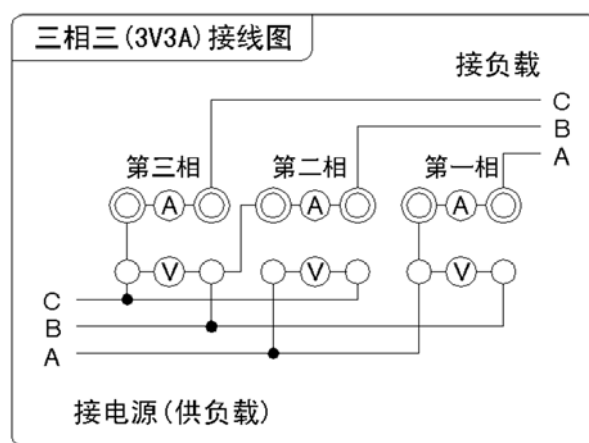 三相三(3V3A)接线图
接负载
C
B
A
第三相 第二相 第一相
A A A
V V V
C
B
A
接电源(供负载)